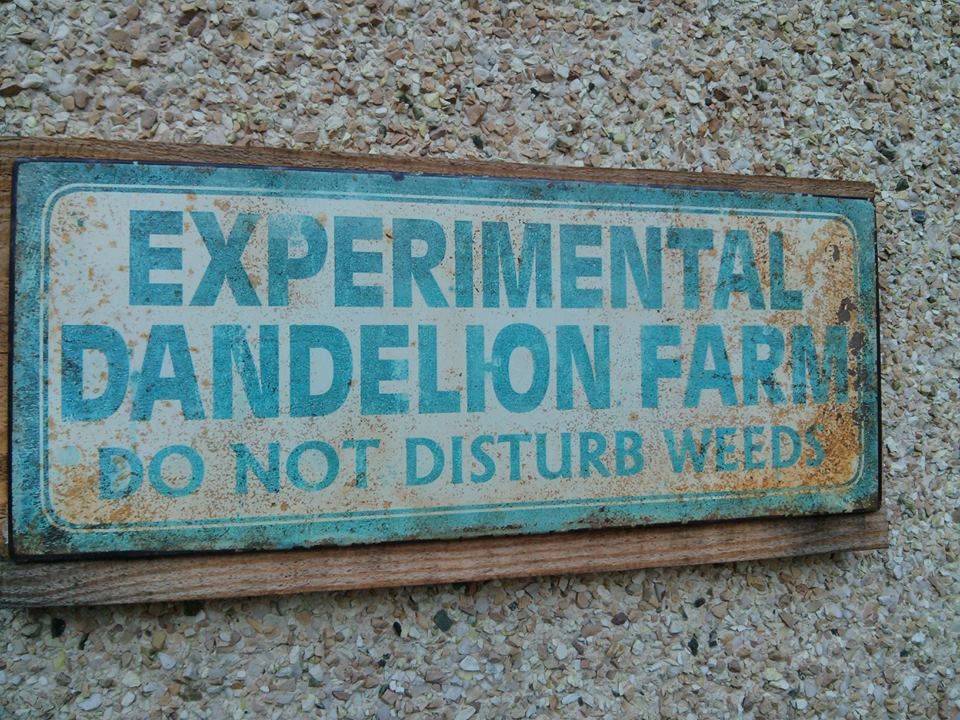 EXPERIMENTAL
DANDELION FARM
DO NOT DISTURB WEEDS